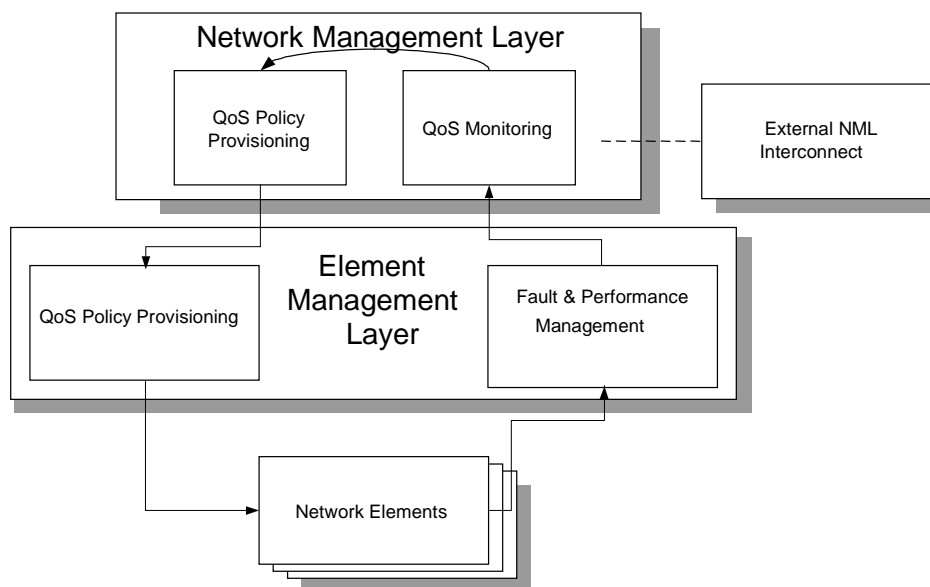 Network Management Layer
QoS Policy
Provisioning
QoS Monitoring
External NML
Interconnect
Element
Management
Layer
QoS Policy Provisioning
Fault & Performance
Management
Network Elements